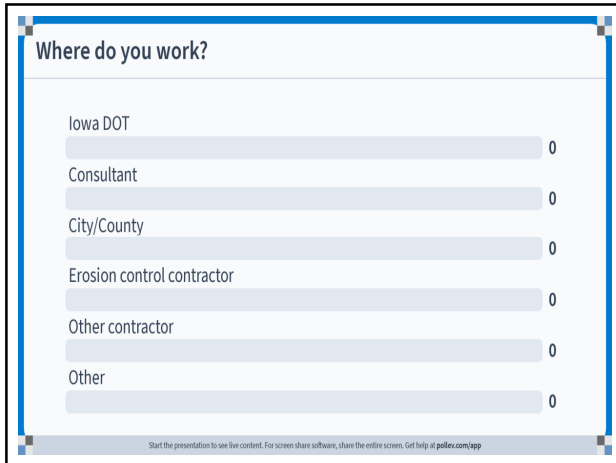 Where do you work?
Iowa DOT
0
Consultant
0
City/County
0
Erosion control contractor
0
Other contractor
0
Other
0
Start the presentation to see live content. For screen share software, share the entire screen. Get help at pollev.com/app